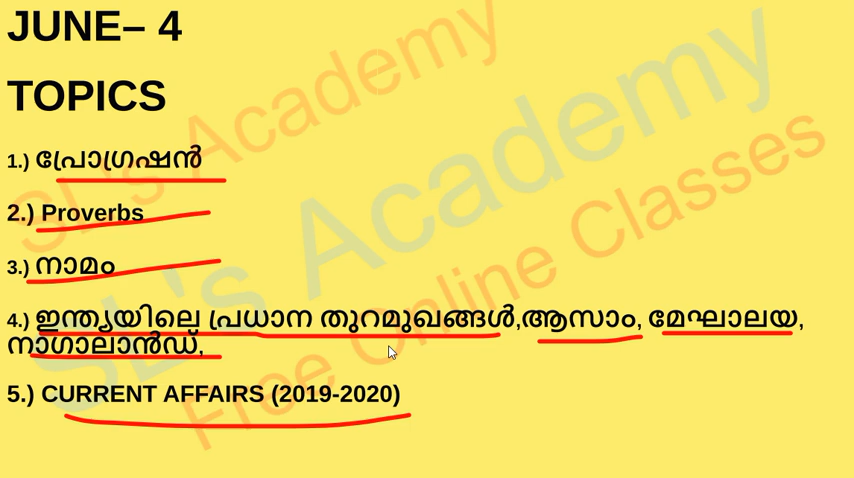 JUNE– 4
TOPICS
1.) പ്രോഗ്രഷൻ
2.) Proverbs
3.) നാമം
4.) ഇന്ത്യയിലെ പ്രധാന തുറമുഖങ്ങൾ,ആസാം, മേഘാലയ,
നാഗാലാൻഡ്,
5.) CURRENT AFFAIRS (2019-2020)
SL's Academy
SL's Academy
Free Online Classes